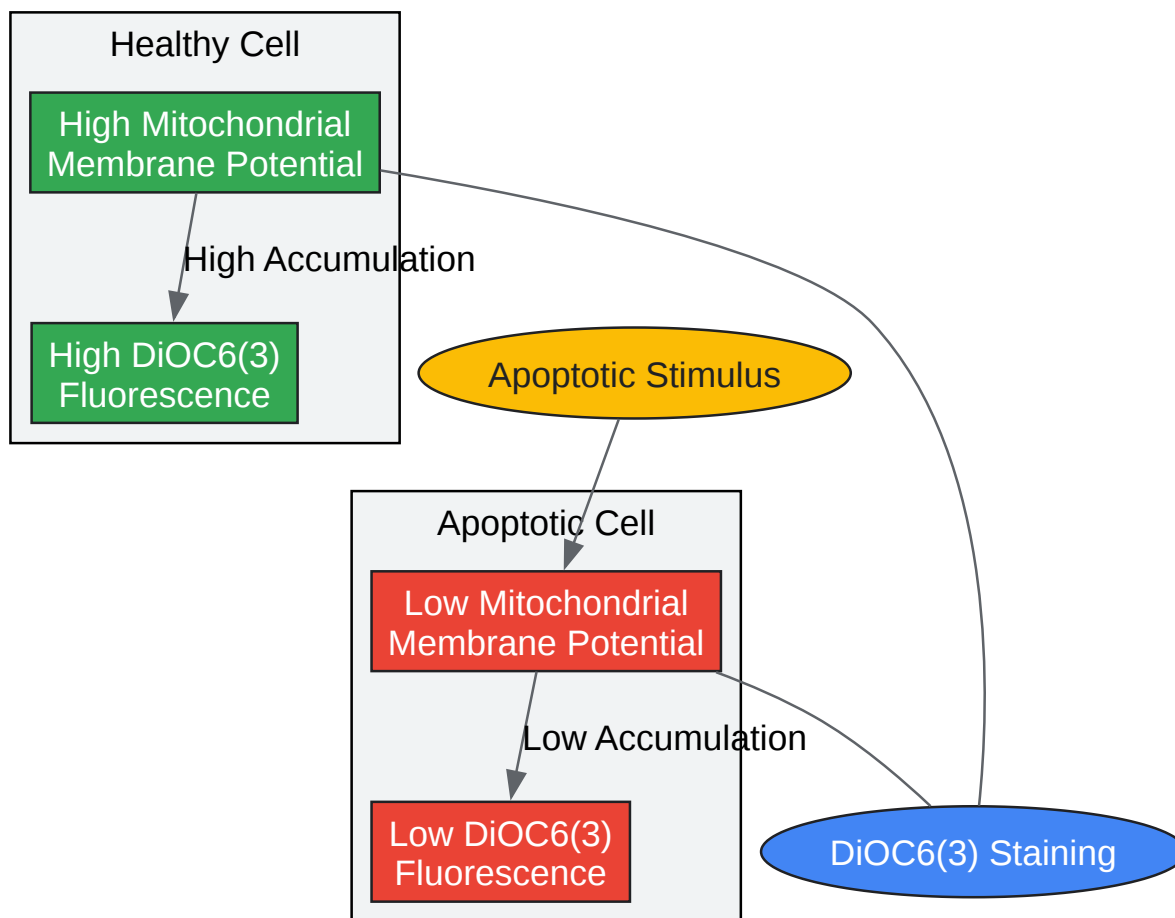 Healthy Cell
High Mitochondrial
Membrane Potential
High Accumulation
High DiOC6(3)
Fluorescence
Apoptotic Stimulus
Apoptotic Cell
Low Mitochondrial
Membrane Potential
Low Accumulation
Low DiOC6(3)
Fluorescence
DiOC6(3) Staining